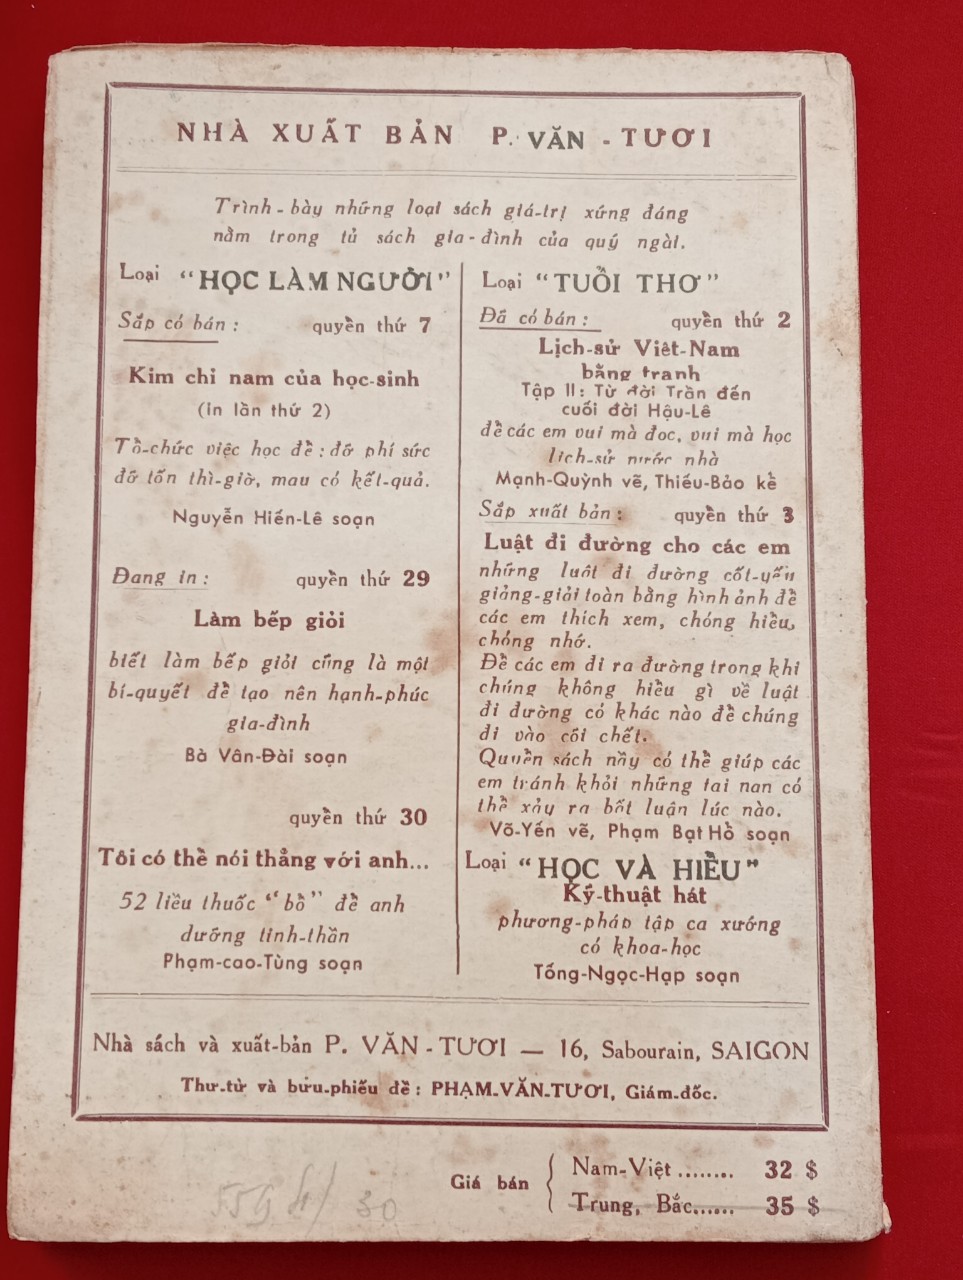 NHÀ XUẤT BẢN P. VĂN - TƯƠI
Trình-bày những loại sách giá-trị xứng đáng
nằm trong tủ sách gia-đình của quý ngài.
Loại "HỌC LÀM NGƯỜI"
Sắp có bán : quyển thứ 7
Kim chỉ nam của học-sinh
(in lần thứ 2)
Tổ-chức việc học để : đỡ phí sức
đỡ tốn thì-giờ, mau có kết-quả.
Nguyễn Hiến-Lê soạn
Đang in : quyển thứ 29
Làm bếp giỏi
biết làm bếp giỏi cũng là một
bí-quyết để tạo nên hạnh-phúc
gia-đình
Bà Vân-Đài soạn
quyển thứ 30
Tôi có thể nói thẳng với anh...
52 liều thuốc "bổ" để anh
dưỡng tinh-thần
Phạm-cao-Tùng soạn
Loại "TUỔI THƠ"
Đã có bán : quyển thứ 2
Lịch-sử Việt-Nam
bằng tranh
Tập II : Từ đời Trần đến
cuối đời Hậu-Lê
để các em vui mà đọc, vui mà học
lịch-sử nước nhà
Mạnh-Quỳnh vẽ, Thiếu-Bảo kể
Sắp xuất bản : quyển thứ 3
Luật đi đường cho các em
những luật đi đường cốt-yếu
giảng-giải toàn bằng hình ảnh để
các em thích xem, chóng hiểu,
chóng nhớ.
Để các em đi ra đường trong khi
chúng không hiểu gì về luật
đi đường có khác nào để chúng
đi vào cõi chết.
Quyển sách nầy có thể giúp các
em tránh khỏi những tai nan có
thể xảy ra bất luận lúc nào.
Võ-Yến vẽ, Phạm Bạt Hổ soạn
Loại "HỌC VÀ HIỂU"
Kỹ-thuật hát
phương-pháp tập ca xướng
có khoa-học
Tống-Ngọc-Hạp soạn
Nhà sách và xuất-bản P. VĂN-TƯƠI — 16, Sabourain, SAIGON
Thư-từ và bưu-phiếu đề : PHẠM-VĂN-TƯƠI, Giám-đốc.
Giá bán { Nam-Việt ........ 32 $
Trung, Bắc...... 35 $
559 4/ 30